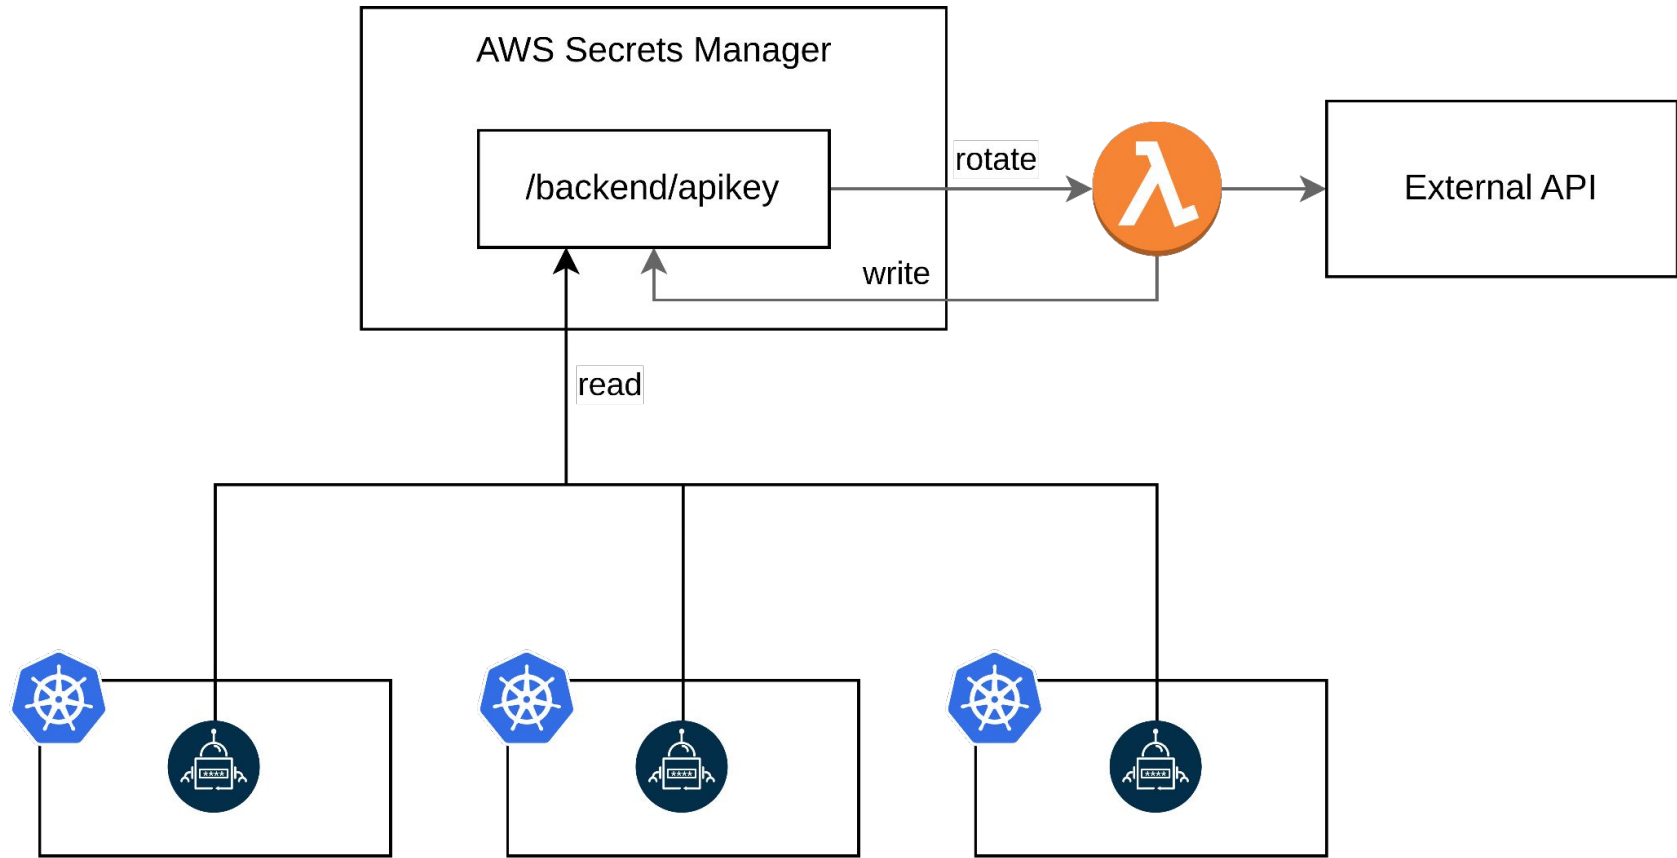 AWS Secrets Manager
/backend/apikey
rotate
External API
write
read
****
****
****